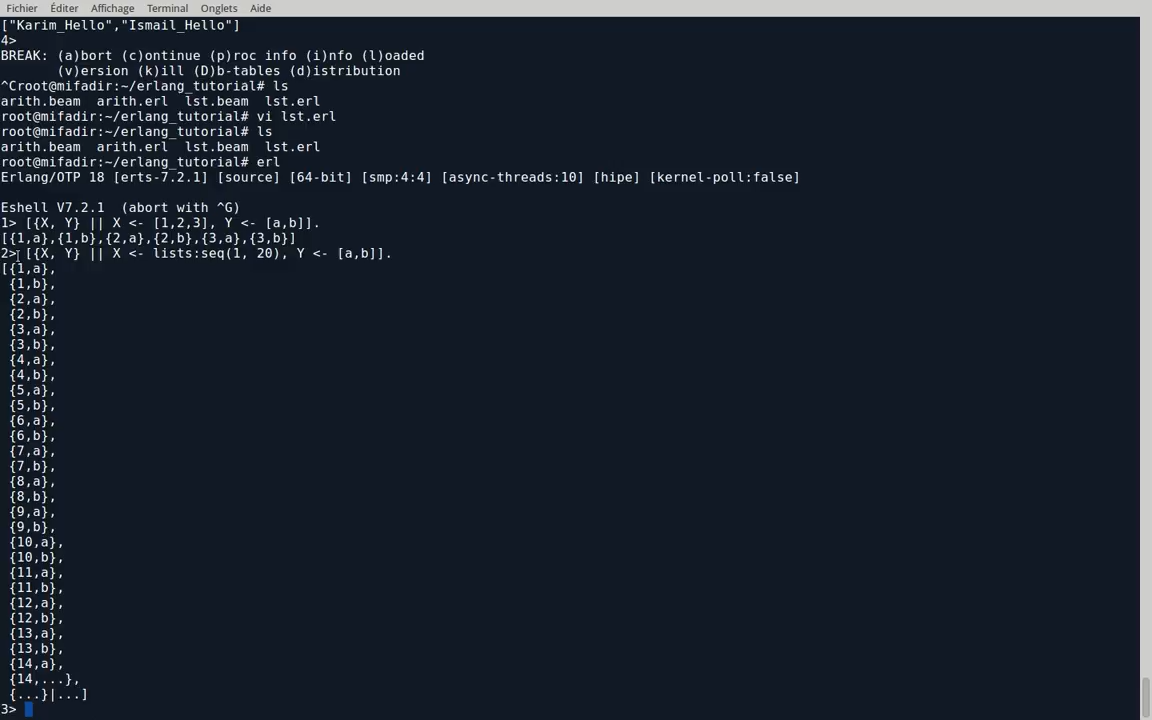 Fichier Éditer Affichage Terminal Onglets Aide
["Karim_Hello","Ismail_Hello"]
4>
BREAK: (a)bort (c)ontinue (p)roc info (i)nfo (l)oaded
       (v)ersion (k)ill (D)b-tables (d)istribution
^Croot@mifadir:~/erlang_tutorial# ls
arith.beam  arith.erl  lst.beam  lst.erl
root@mifadir:~/erlang_tutorial# vi lst.erl
root@mifadir:~/erlang_tutorial# ls
arith.beam  arith.erl  lst.beam  lst.erl
root@mifadir:~/erlang_tutorial# erl
Erlang/OTP 18 [erts-7.2.1] [source] [64-bit] [smp:4:4] [async-threads:10] [hipe] [kernel-poll:false]

Eshell V7.2.1  (abort with ^G)
1> [{X, Y} || X <- [1,2,3], Y <- [a,b]].
[{1,a},{1,b},{2,a},{2,b},{3,a},{3,b}]
2> [{X, Y} || X <- lists:seq(1, 20), Y <- [a,b]].
[{1,a},
 {1,b},
 {2,a},
 {2,b},
 {3,a},
 {3,b},
 {4,a},
 {4,b},
 {5,a},
 {5,b},
 {6,a},
 {6,b},
 {7,a},
 {7,b},
 {8,a},
 {8,b},
 {9,a},
 {9,b},
 {10,a},
 {10,b},
 {11,a},
 {11,b},
 {12,a},
 {12,b},
 {13,a},
 {13,b},
 {14,a},
 {14,...},
 {...}|...]
3>